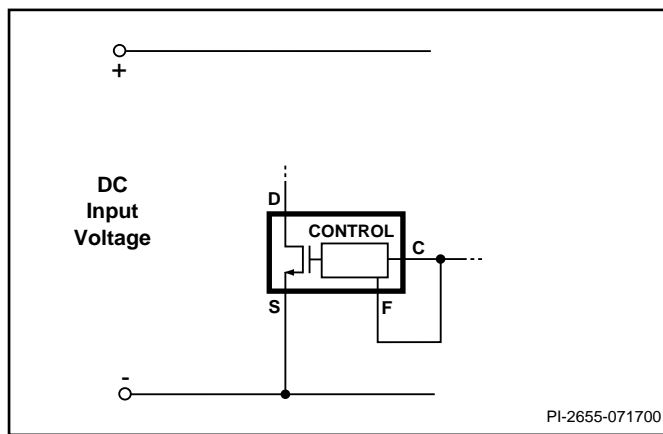 +
DC
Input
Voltage
D
CONTROL
C
S
F
-
PI-2655-071700